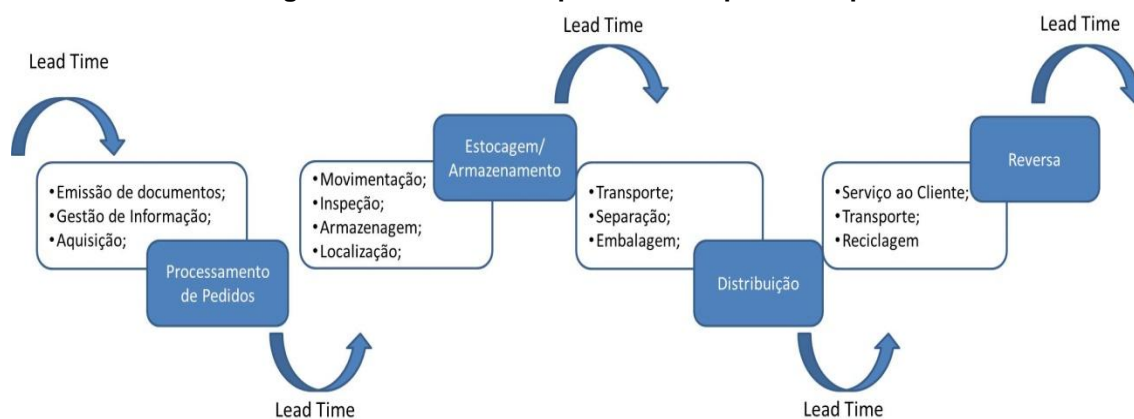 Lead Time
•Emissão de documentos;
•Gestão de Informação;
•Aquisição;
Processamento
de Pedidos
Lead Time
•Movimentação;
•Inspeção;
•Armazenagem;
•Localização;
Estocagem/
Armazenamento
Lead Time
•Transporte;
•Separação;
•Embalagem;
Distribuição
Lead Time
•Serviço ao Cliente;
•Transporte;
•Reciclagem
Reversa
Lead Time